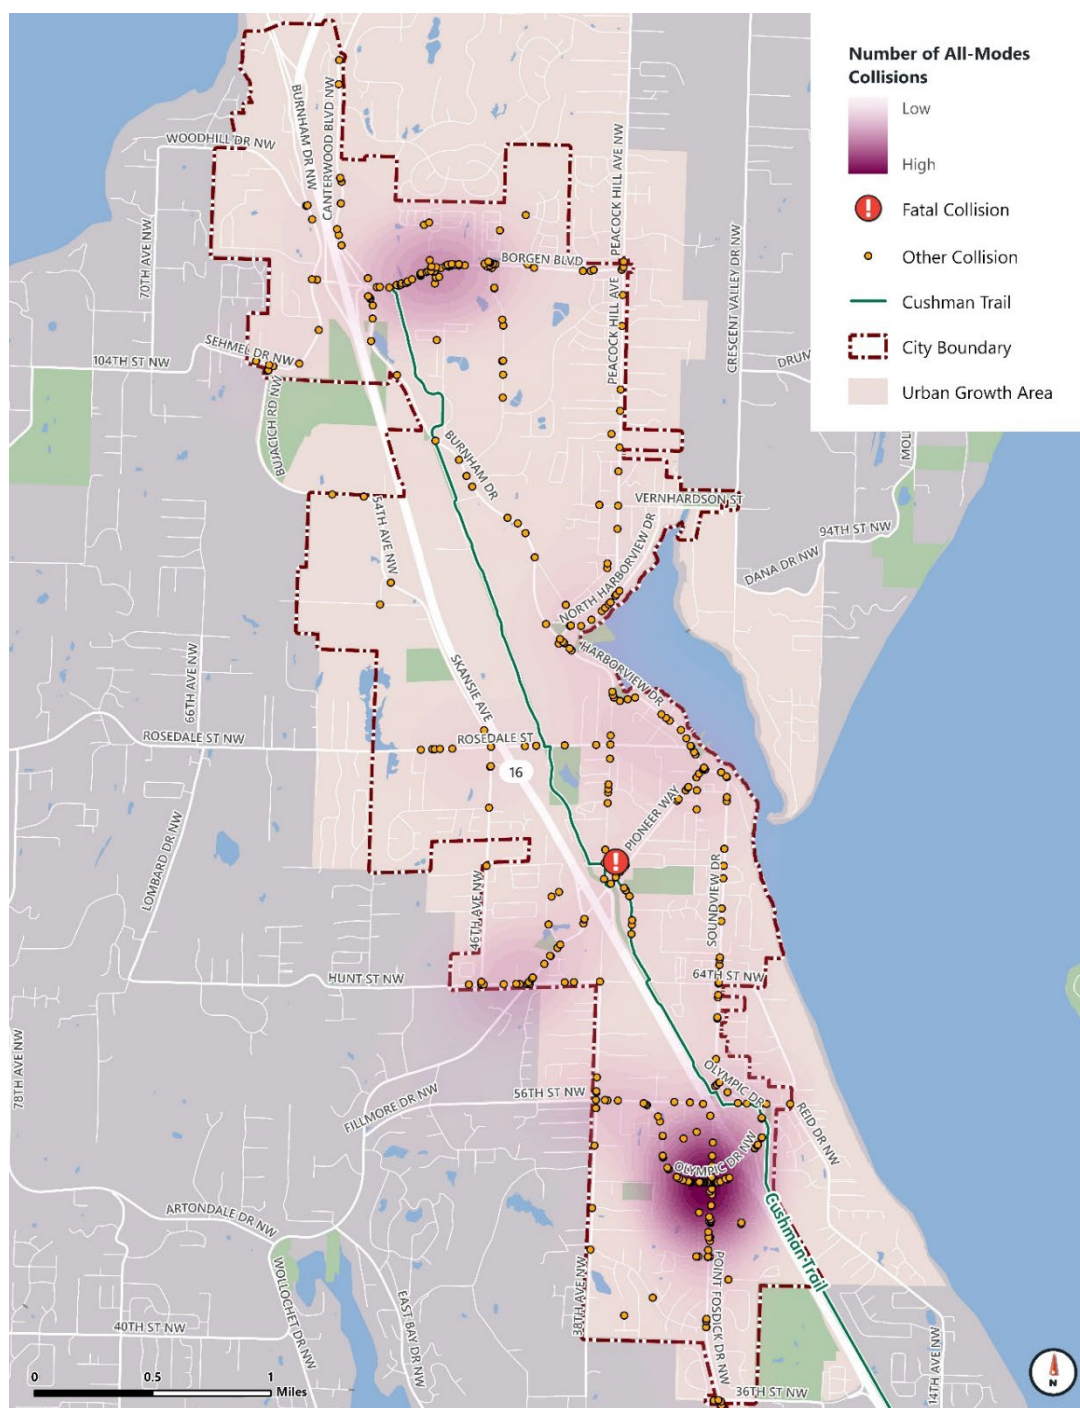 Number of All-Modes
Collisions
Low
High
Fatal Collision
Other Collision
Cushman Trail
City Boundary
Urban Growth Area
BURNHAM DR NW
CANTERWOOD BLVD NW
WOODHILL DR NW
70TH AVE NW
PEACOCK HILL AVE NW
CRESCENT VALLEY DR NW
BORGEN BLVD
PEACOCK HILL AVE
SEHMEL DR NW
104TH ST NW
BUJACICH RD NW
BURNHAM DR
VERNHARDSON ST
54TH AVE NW
94TH ST NW
DANA DR NW
NORTH HARBORVIEW DR
HARBORVIEW DR
SKANSIE AVE
66TH AVE NW
ROSEDALE ST NW
ROSEDALE ST
16
PIONEER WAY
!
LOMBARD DR NW
46TH AVE NW
SOUNDVIEW DR
HUNT ST NW
64TH ST NW
78TH AVE NW
56TH ST NW
OLYMPIC DR
REID DR NW
FILLMORE DR NW
OLYMPIC DR NW
ARTONDALE DR NW
Cushman Trail
WOLLOCHET DR NW
EAST BAY DR NW
38TH AVE NW
POINT FOSDICK DR NW
40TH ST NW
14TH AVE NW
36TH ST NW
0
0.5
1
Miles
N